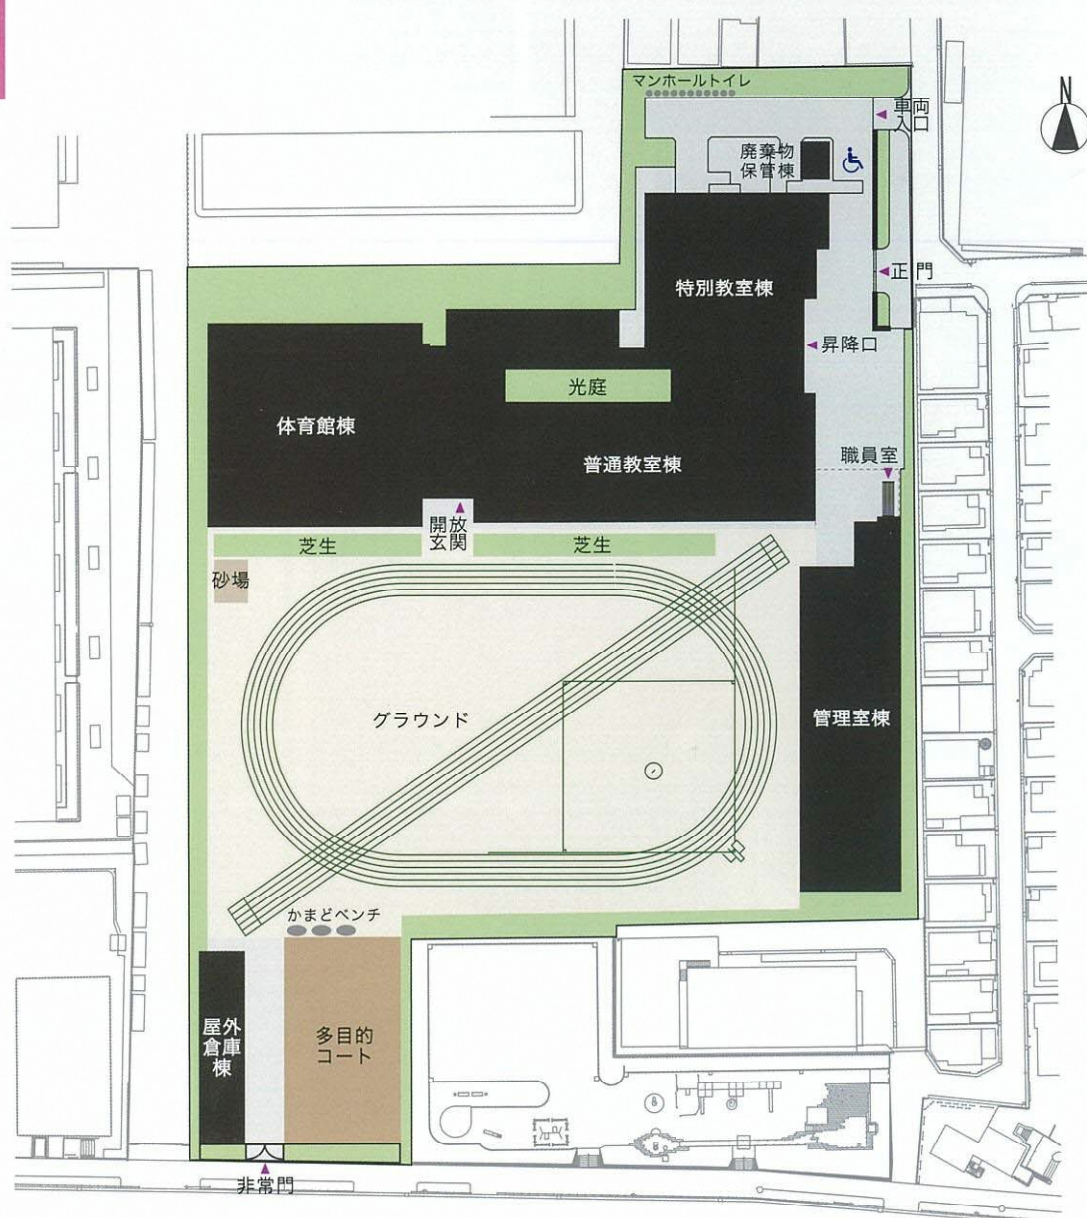 マンホールトイレ
車両
入口
N
廃棄物
保管棟
正門
特別教室棟
昇降口
光庭
体育館棟
普通教室棟
職員室
開放
玄関
芝生
芝生
砂場
グラウンド
管理室棟
かまどベンチ
屋外
倉庫
棟
多目的
コート
非常門